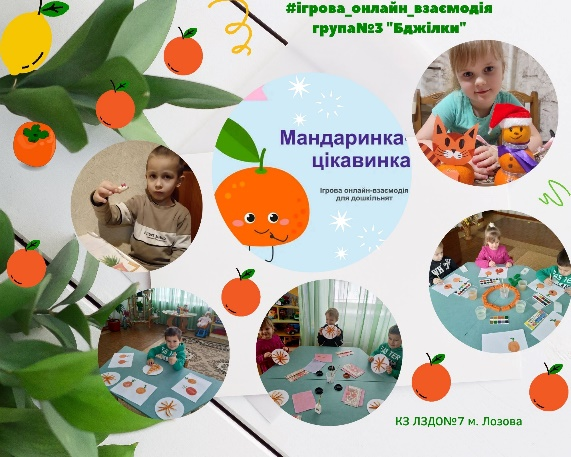 #ігрова_онлайн_взаємодія
група№3 "Бджілки"
Мандаринка-
цікавинка
Ігрова онлайн-взаємодія
для дошкільнят
КЗ ЛЗДО№7 м. Лозова